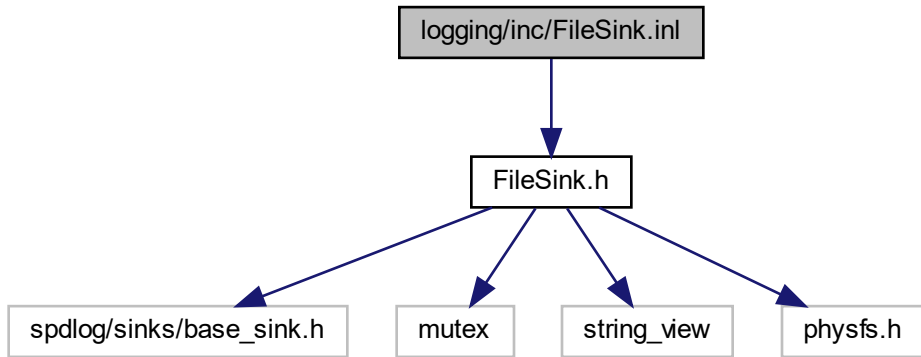 logging/inc/FileSink.inl
FileSink.h
spdlog/sinks/base_sink.h
mutex
string_view
physfs.h